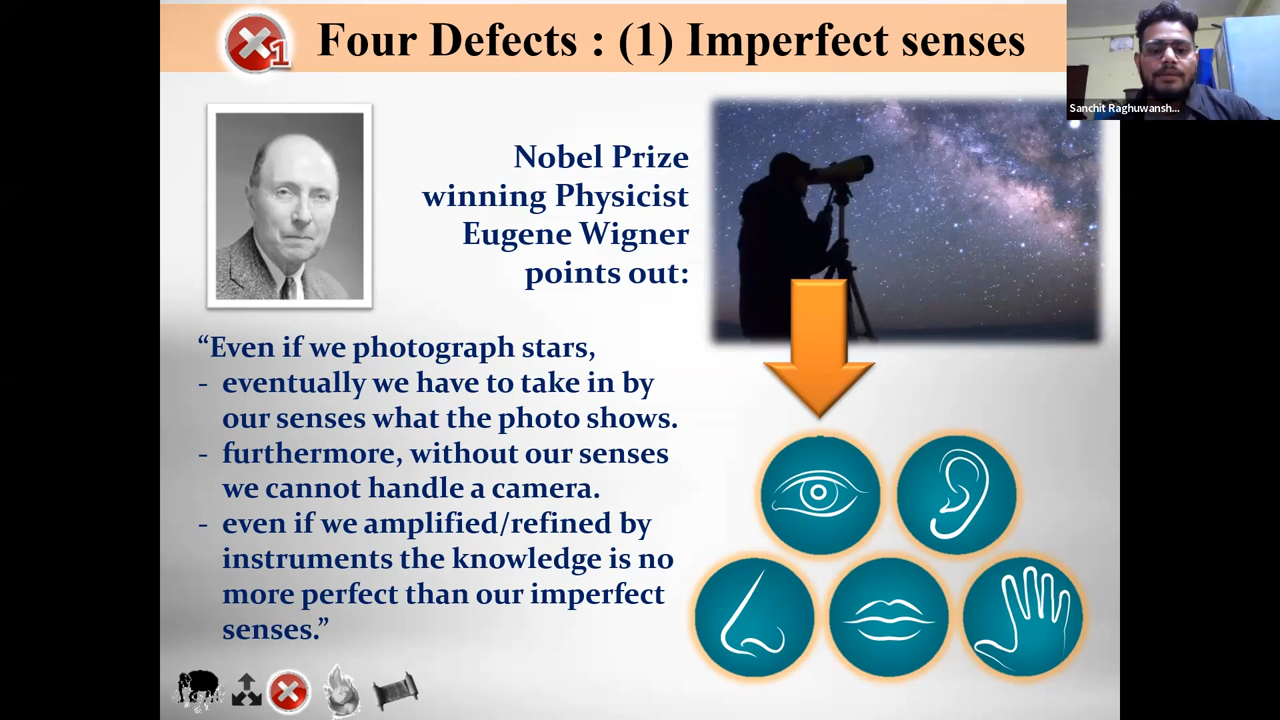 Four Defects : (1) Imperfect senses
1
Sanchit Raghuwansh...
Nobel Prize
winning Physicist
Eugene Wigner
points out:
“Even if we photograph stars,
- eventually we have to take in by
our senses what the photo shows.
- furthermore, without our senses
we cannot handle a camera.
- even if we amplified/refined by
instruments the knowledge is no
more perfect than our imperfect
senses.”